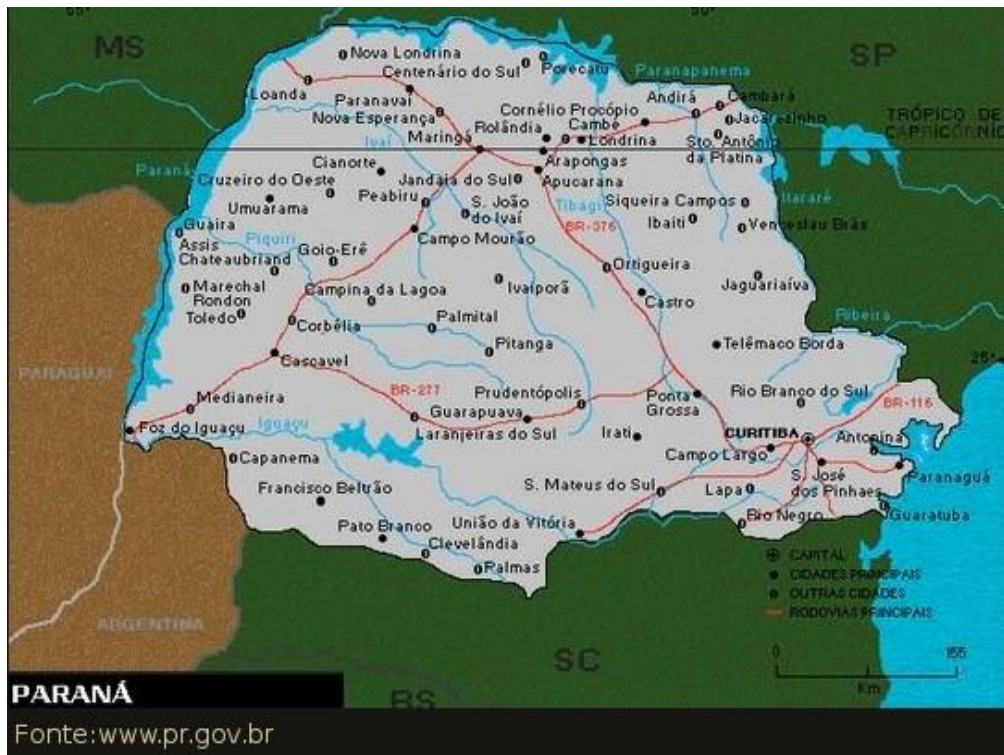 50°
MS
SP
Nova Londrina
Centenário do Sul
Porecatu
Paranapanema
Loanda
Paranavaí
Nova Esperança
Cornélio Procópio
Andirá
Cambará
Jacarezinho
TRÓPICO DE
CAPRICÓRNIO
Ivaí
Maringá
Rolândia
Cambé
Londrina
Sto. Antônio
da Platina
Arapongas
Apucarana
Paraná
Cianorte
Cruzeiro do Oeste
Umuarama
Jandaia do Sul
Peabiru
S. João
do Ivaí
Tibagi
Siqueira Campos
Itararé
Ibaiti
Venceslau Brás
BR-376
Guaíra
Assis
Chateaubriand
Piquiri
Goio-Erê
Campo Mourão
Ortigueira
Marechal
Rondon
Toledo
Campina da Lagoa
Ivaiporã
Castro
Jaguariaíva
Corbélia
Palmital
Ribeira
Pitanga
Telêmaco Borda
Cascavel
25°
PARAGUAI
Medianeira
BR-277
Prudentópolis
Ponta
Grossa
Rio Branco do Sul
BR-116
Foz do Iguaçu
Iguaçu
Guarapuava
Laranjeiras do Sul
Irati
CURITIBA
Antonina
Campo Largo
Capanema
S. José
dos Pinhaes
Paranaguá
Francisco Beltrão
S. Mateus do Sul
Lapa
Guaratuba
Pato Branco
União da Vitória
Rio Negro
Clevelândia
Palmas
CAPITAL
CIDADES PRINCIPAIS
OUTRAS CIDADES
RODOVIAS PRINCIPAIS
ARGENTINA
SC
0
155
Km
PARANÁ
RS
Fonte:www.pr.gov.br